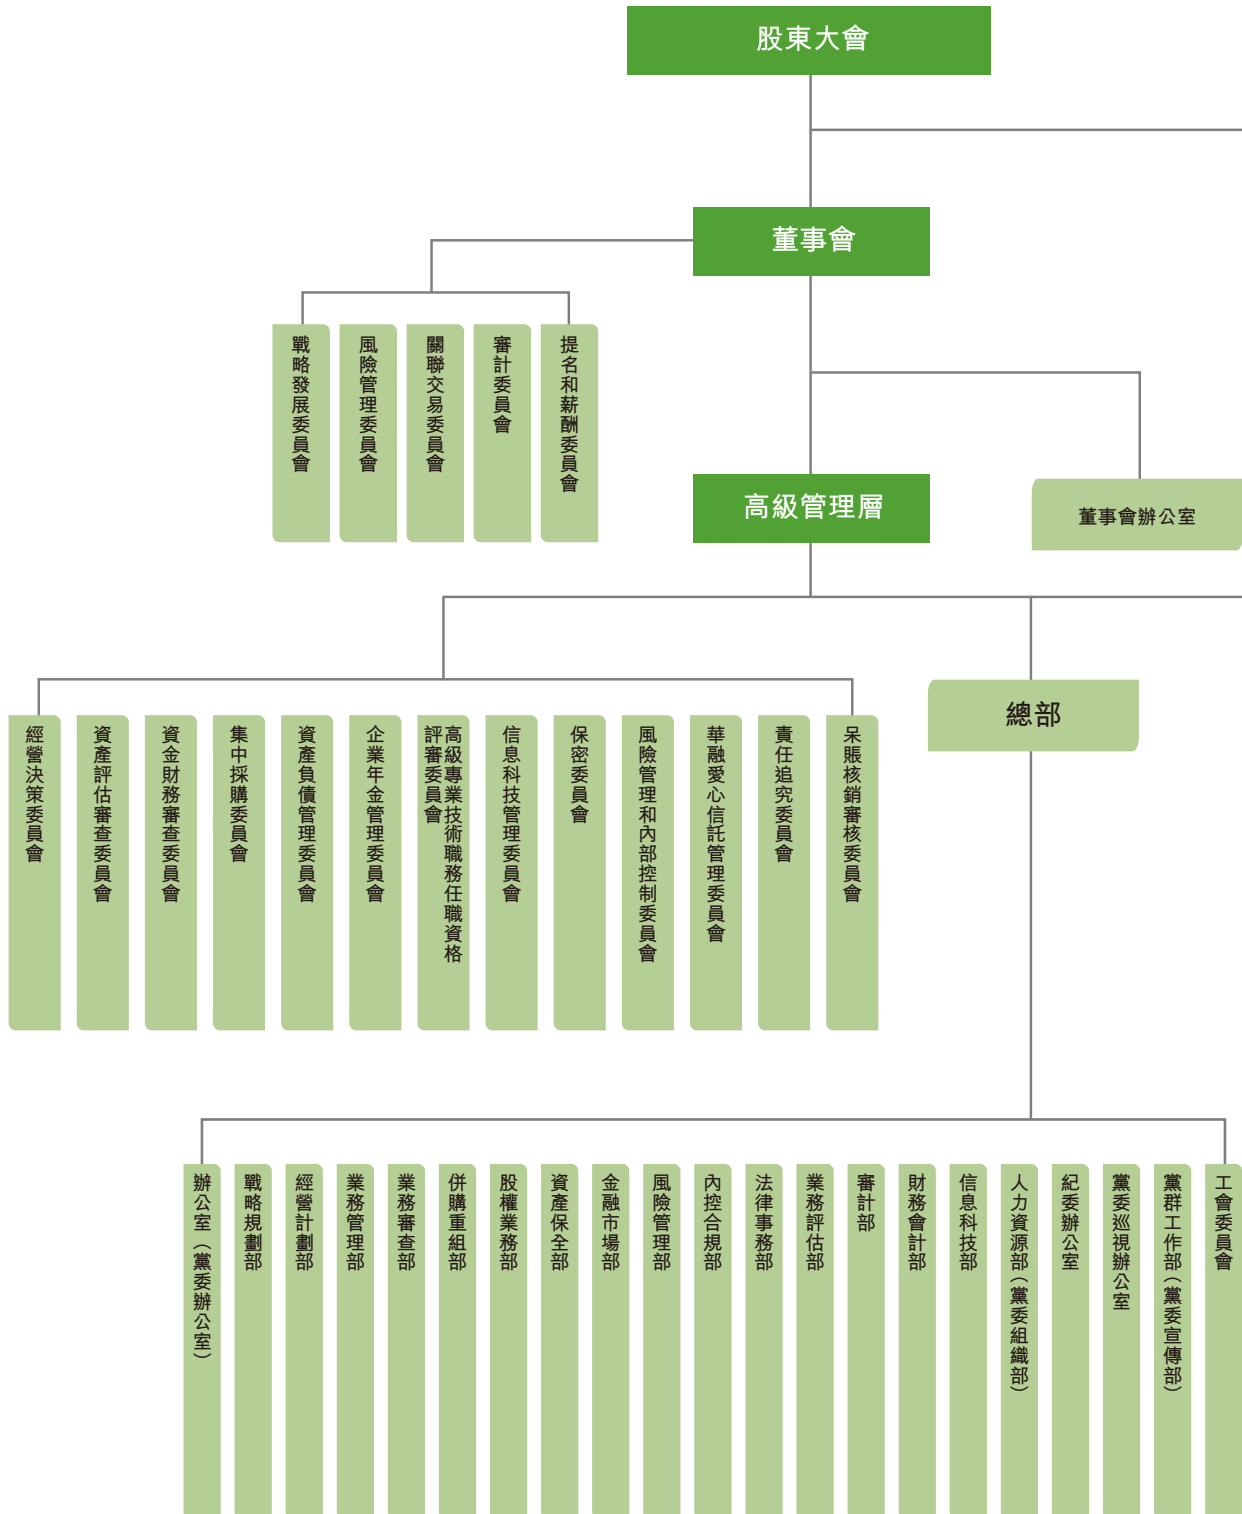 股東大會
董事會
戰略發展委員會
風險管理委員會
關聯交易委員會
審計委員會
提名和薪酬委員會
高級管理層
董事會辦公室
總部
經營決策委員會
資產評估審查委員會
資金財務審查委員會
集中採購委員會
資產負債管理委員會
企業年金管理委員會
高級專業技術職務任職資格
評審委員會
信息科技管理委員會
保密委員會
風險管理和內部控制委員會
華融愛心信託管理委員會
責任追究委員會
呆賬核銷審核委員會
辦公室（黨委辦公室）
戰略規劃部
經營計劃部
業務管理部
業務審查部
併購重組部
股權業務部
資產保全部
金融市場部
風險管理部
內控合規部
法律事務部
業務評估部
審計部
財務會計部
信息科技部
人力資源部（黨委組織部）
紀委辦公室
黨委巡視辦公室
黨群工作部（黨委宣傳部）
工會委員會